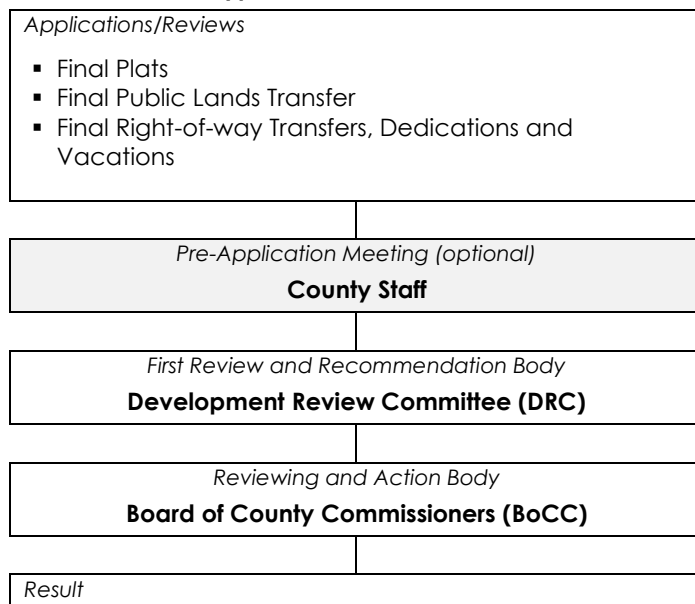 Applications/Reviews
▪ Final Plats
▪ Final Public Lands Transfer
▪ Final Right-of-way Transfers, Dedications and
Vacations
Pre-Application Meeting (optional)
County Staff
First Review and Recommendation Body
Development Review Committee (DRC)
Reviewing and Action Body
Board of County Commissioners (BoCC)
Result